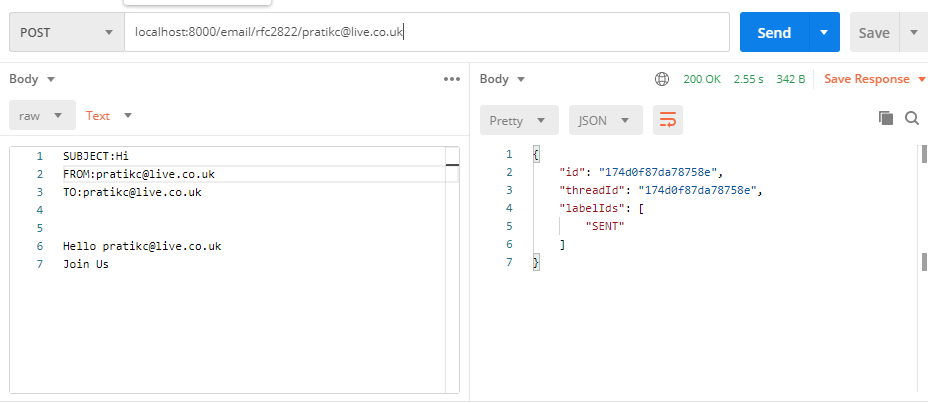 POST localhost:8000/email/rfc2822/pratikc@live.co.uk Send Save
Body
raw Text
1 SUBJECT:Hi
2 FROM:pratikc@live.co.uk
3 TO:pratikc@live.co.uk
4
5
6 Hello pratikc@live.co.uk
7 Join Us
Body 200 OK 2.55 s 342 B Save Response
Pretty JSON
1 {
2 "id": "174d0f87da78758e",
3 "threadId": "174d0f87da78758e",
4 "labelIds": [
5 "SENT"
6 ]
7 }